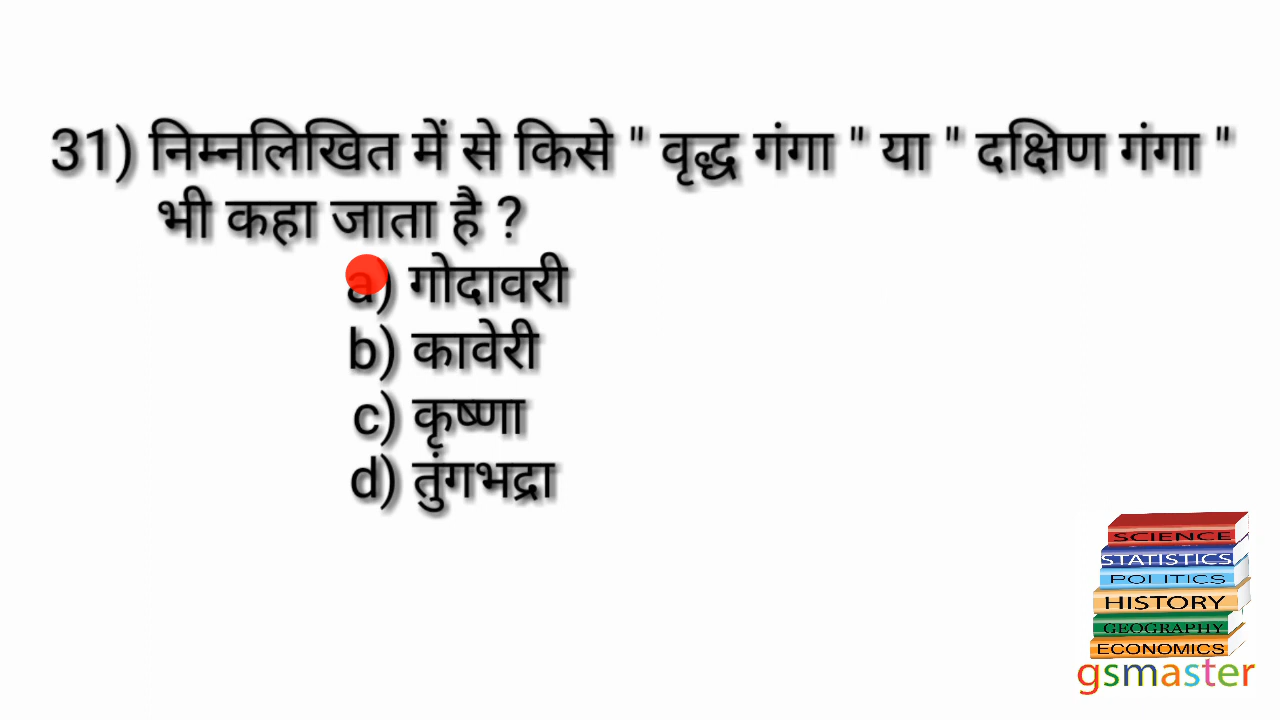 31) निम्नलिखित में से किसे " वृद्ध गंगा " या " दक्षिण गंगा "
भी कहा जाता है ?
a) गोदावरी
b) कावेरी
c) कृष्णा
d) तुंगभद्रा
SCIENCE
STATISTICS
POLITICS
HISTORY
GEOGRAPHY
ECONOMICS
gsmaster